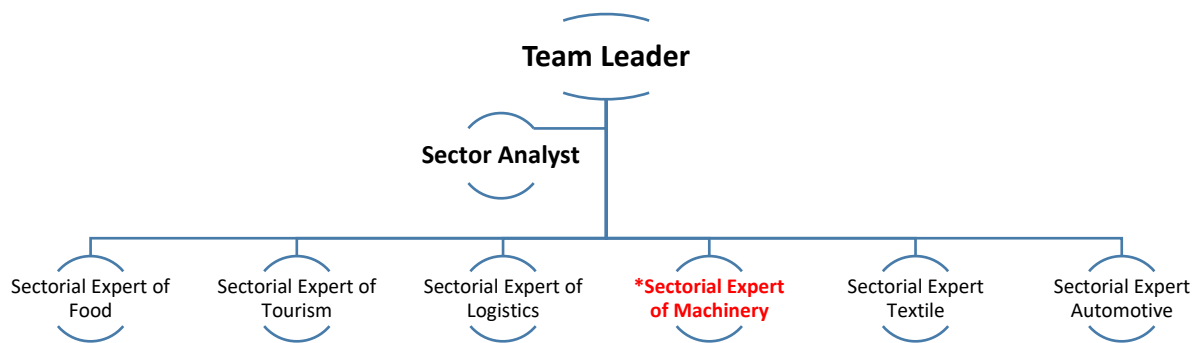 Team Leader
Sector Analyst
Sectorial Expert of
Food
Sectorial Expert of
Tourism
Sectorial Expert of
Logistics
*Sectorial Expert
of Machinery
Sectorial Expert
Textile
Sectorial Expert
Automotive